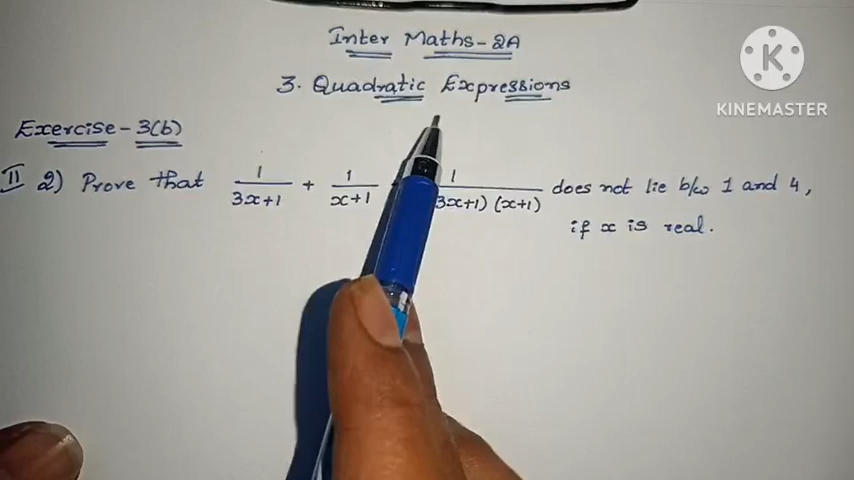 Inter Maths-2A
3. Quadratic Expressions
KINEMASTER
Exercise - 3(b)
II 2) Prove that 1/(3x+1) + 1/(x+1) 1/(3x+1)(x+1) does not lie b/w 1 and 4,
if x is real.